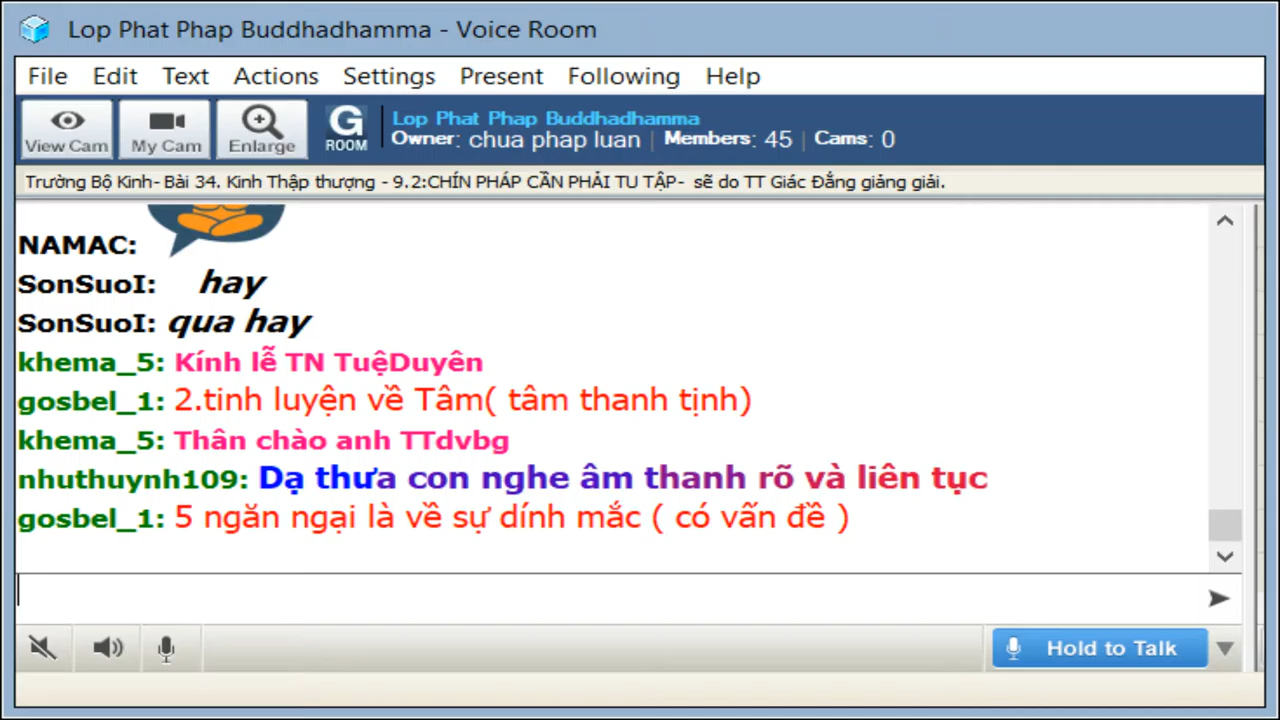 Lop Phat Phap Buddhadhamma - Voice Room
File Edit Text Actions Settings Present Following Help
View Cam
My Cam
Enlarge
G ROOM
Lop Phat Phap Buddhadhamma
Owner: chua phap luan | Members: 45 | Cams: 0
Trường Bộ Kinh- Bài 34. Kinh Thập thượng - 9.2:CHÍN PHÁP CẦN PHẢI TU TẬP- sẽ do TT Giác Đẳng giảng giải.
NAMAC:
SonSuoI: hay
SonSuoI: qua hay
khema_5: Kính lễ TN TuệDuyên
gosbel_1: 2.tinh luyện về Tâm( tâm thanh tịnh)
khema_5: Thân chào anh TTdvbg
nhuthuynh109: Dạ thưa con nghe âm thanh rõ và liên tục
gosbel_1: 5 ngăn ngại là về sự dính mắc ( có vấn đề )
Hold to Talk